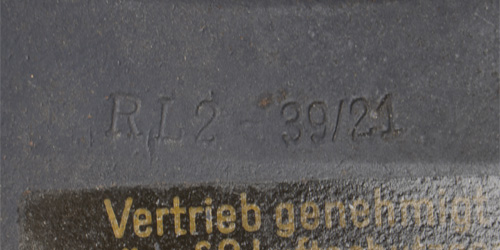 RL2 - 39/21
Vertrieb genehmigt